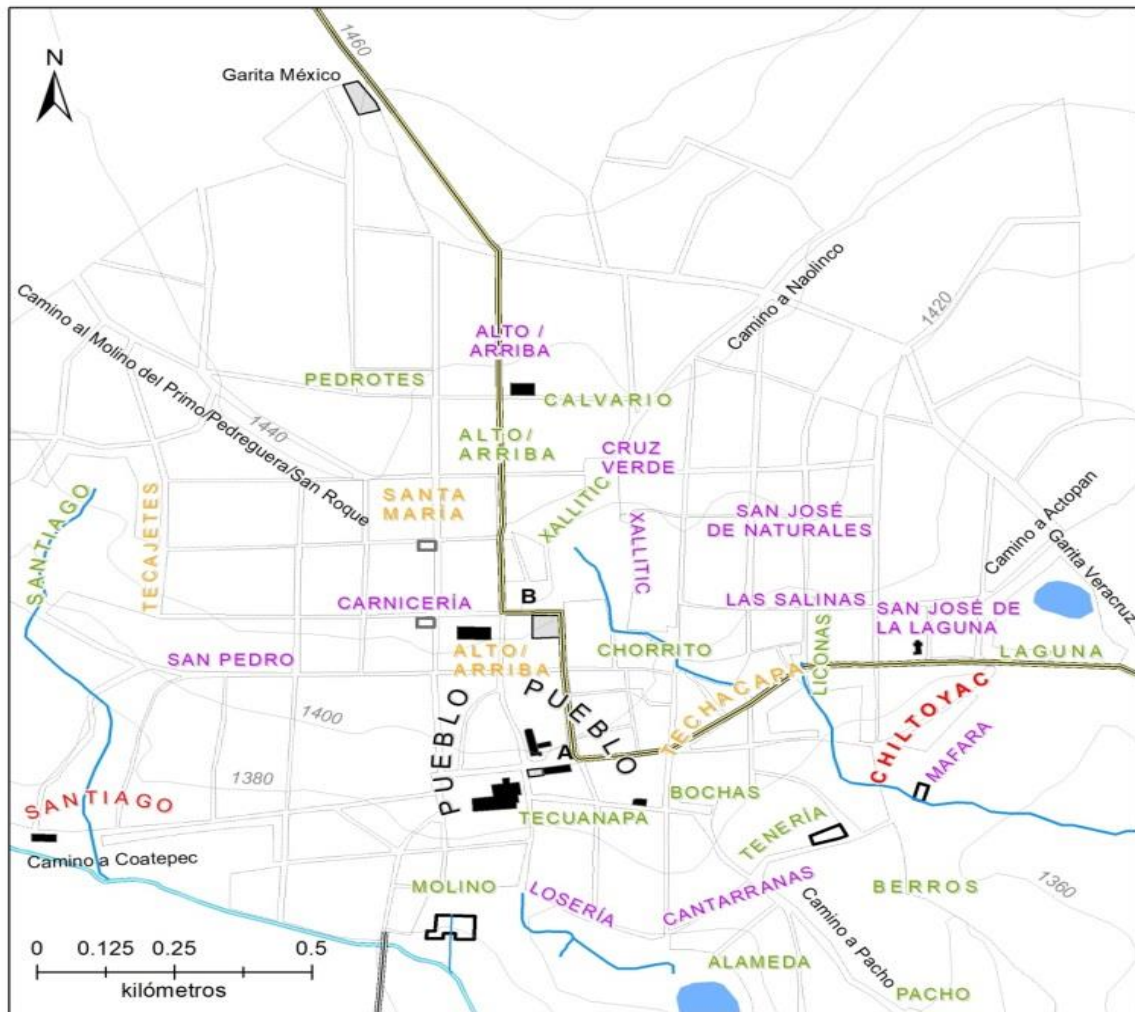 1460
N
Garita México
Camino a Naolinco
1420
Camino al Molino del Primo/Pedreguera/San Roque
ALTO /
ARRIBA
PEDROTES
CALVARIO
1440
ALTO/
ARRIBA
CRUZ
VERDE
SANTIAGO
TECAJETES
SANTA
MARÍA
XALLITIC
XALLITIC
SAN JOSÉ
DE NATURALES
Camino a Actopan
Garita Veracruz
B
CARNICERÍA
LAS SALINAS
SAN JOSÉ DE
LA LAGUNA
SAN PEDRO
ALTO/
ARRIBA
CHORRITO
LICONAS
LAGUNA
TECHACAPA
PUEBLO
PUEBLO
1400
CHILTOYAC
MAFARA
A
1380
SANTIAGO
TECUANAPA
BOCHAS
TENERÍA
Camino a Coatepec
MOLINO
LOSERÍA
CANTARRANAS
BERROS
1360
Camino a Pacho
0 0.125 0.25 0.5
kilómetros
ALAMEDA
PACHO